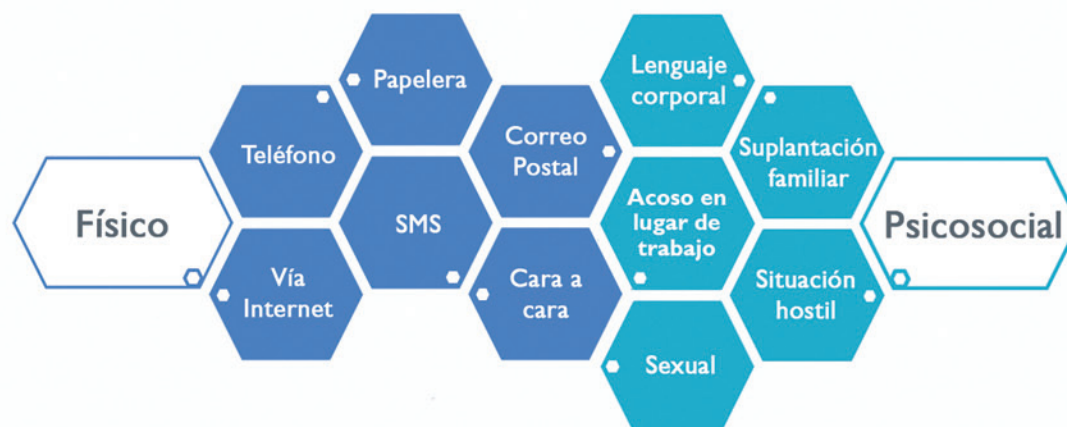 Físico
Teléfono
Vía
Internet
Papelera
SMS
Correo
Postal
Cara a
cara
Lenguaje
corporal
Acoso en
lugar de
trabajo
Sexual
Suplantación
familiar
Situación
hostil
Psicosocial